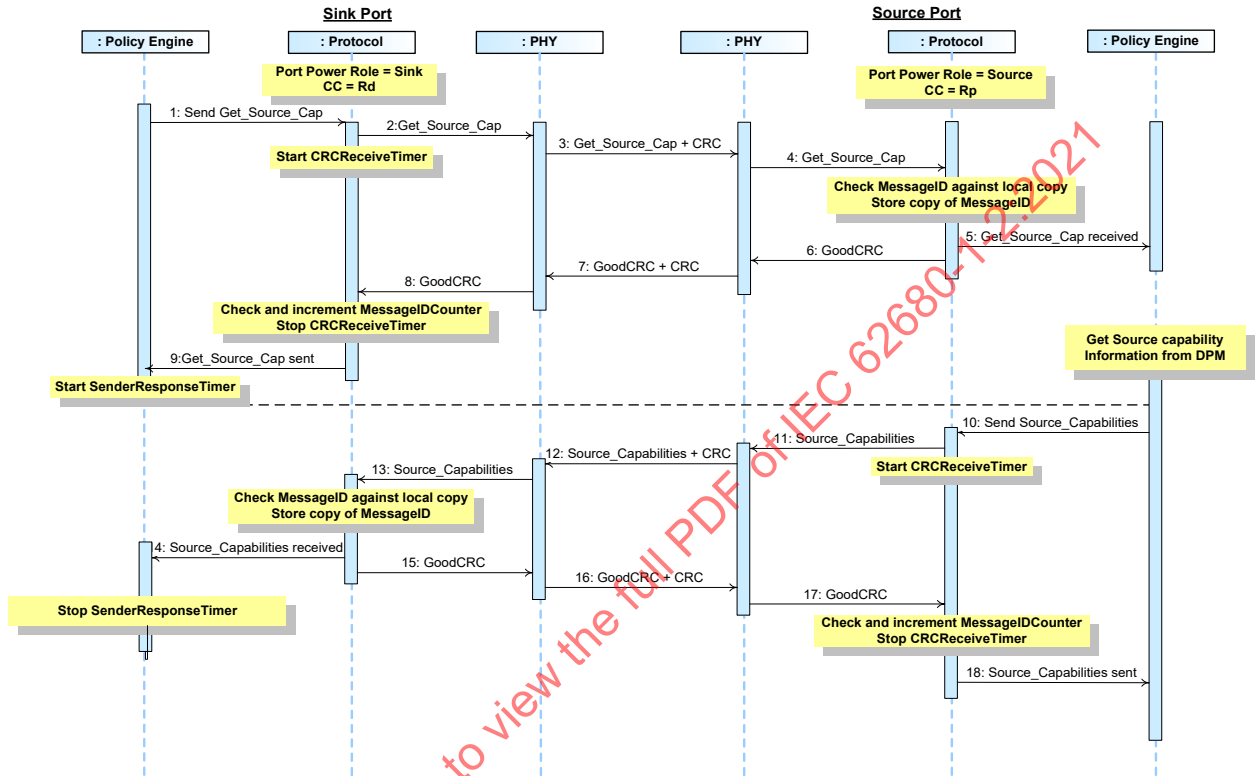 Sink Port
Source Port
: Policy Engine
: Protocol
: PHY
: PHY
: Protocol
: Policy Engine
Port Power Role = Sink
CC = Rd
Port Power Role = Source
CC = Rp
1: Send Get_Source_Cap
2:Get_Source_Cap
Start CRCReceiveTimer
3: Get_Source_Cap + CRC
4: Get_Source_Cap
Check MessageID against local copy
Store copy of MessageID
5: Get_Source_Cap received
6: GoodCRC
7: GoodCRC + CRC
8: GoodCRC
Check and increment MessageIDCounter
Stop CRCReceiveTimer
9:Get_Source_Cap sent
Start SenderResponseTimer
Get Source capability
Information from DPM
10: Send Source_Capabilities
11: Source_Capabilities
Start CRCReceiveTimer
12: Source_Capabilities + CRC
13: Source_Capabilities
Check MessageID against local copy
Store copy of MessageID
4: Source_Capabilities received
15: GoodCRC
16: GoodCRC + CRC
17: GoodCRC
Stop SenderResponseTimer
Check and increment MessageIDCounter
Stop CRCReceiveTimer
18: Source_Capabilities sent
to view the full PDF of IEC 62680-1-2:2021